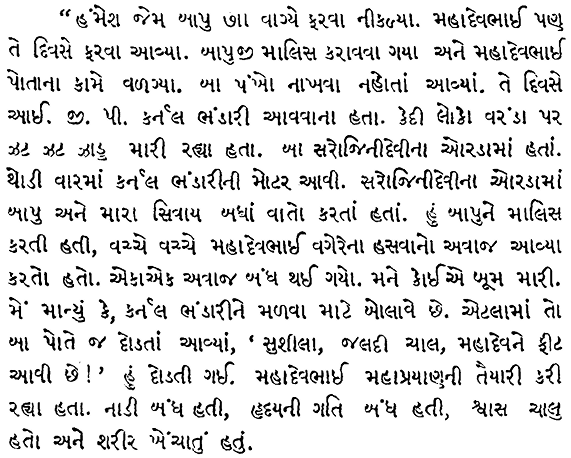 “ હંમેશ જેમ બાપુ ૭ાા વાગ્યે ફરવા નીકળ્યા. મહાદેવભાઈ પણ
તે દિવસે ફરવા આવ્યા. બાપુજી માલિસ કરાવવા ગયા અને મહાદેવભાઈ
પોતાના કામે વળગ્યા. બા પંખો નાખવા નહોતાં આવ્યાં. તે દિવસે
આઈ. જી. પી. કર્નલ ભંડારી આવવાના હતા. કેદી લોકો વરંડા પર
ઝટ ઝટ ઝાડુ મારી રહ્યા હતા. બા સરોજિનીદેવીના ઓરડામાં હતાં.
થોડી વારમાં કર્નલ ભંડારીની મોટર આવી. સરોજિનીદેવીના ઓરડામાં
બાપુ અને મારા સિવાય બધાં વાતો કરતાં હતાં. હું બાપુને માલિસ
કરતી હતી, વચ્ચે વચ્ચે મહાદેવભાઈ વગેરેના હસવાનો અવાજ આવ્યા
કરતો હતો. એકાએક અવાજ બંધ થઈ ગયો. મને કોઈએ બૂમ મારી.
મેં માન્યું કે, કર્નલ ભંડારીને મળવા માટે બોલાવે છે. એટલામાં તો
બા પોતે જ દોડતાં આવ્યાં, ‘ સુશીલા, જલદી ચાલ, મહાદેવને ફીટ
આવી છે!’ હું દોડતી ગઈ. મહાદેવભાઈ મહાપ્રયાણની તૈયારી કરી
રહ્યા હતા. નાડી બંધ હતી, હૃદયની ગતિ બંધ હતી, શ્વાસ ચાલુ
હતો અને શરીર ખેંચાતું હતું.